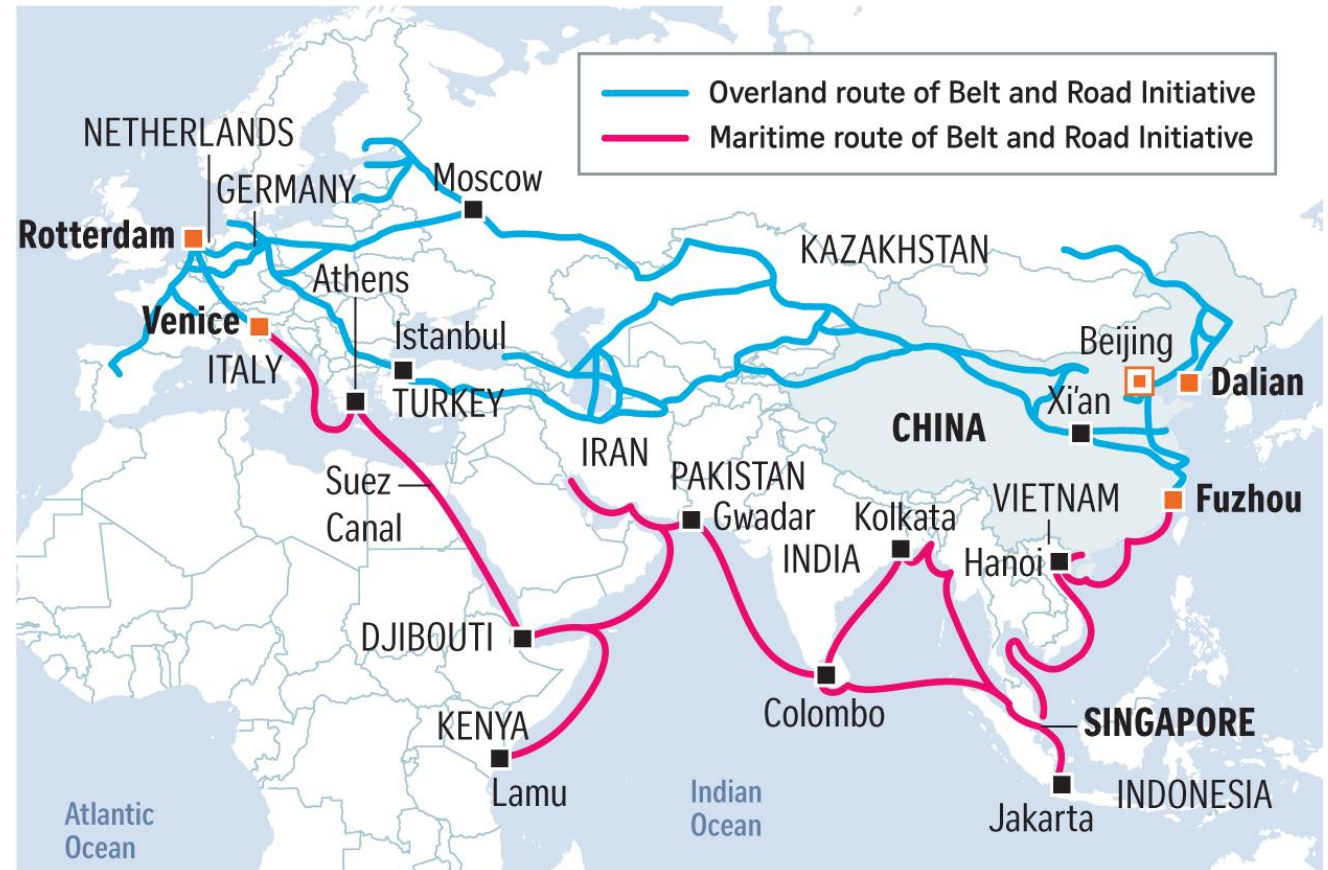 Overland route of Belt and Road Initiative
Maritime route of Belt and Road Initiative
NETHERLANDS
GERMANY
Moscow
Rotterdam
KAZAKHSTAN
Athens
Venice
Istanbul
Beijing
ITALY
TURKEY
Dalian
Xi'an
CHINA
IRAN
PAKISTAN
Suez
Canal
VIETNAM
Fuzhou
Gwadar
Kolkata
INDIA
Hanoi
DJIBOUTI
Colombo
KENYA
SINGAPORE
Lamu
Indian
Ocean
INDONESIA
Jakarta
Atlantic
Ocean